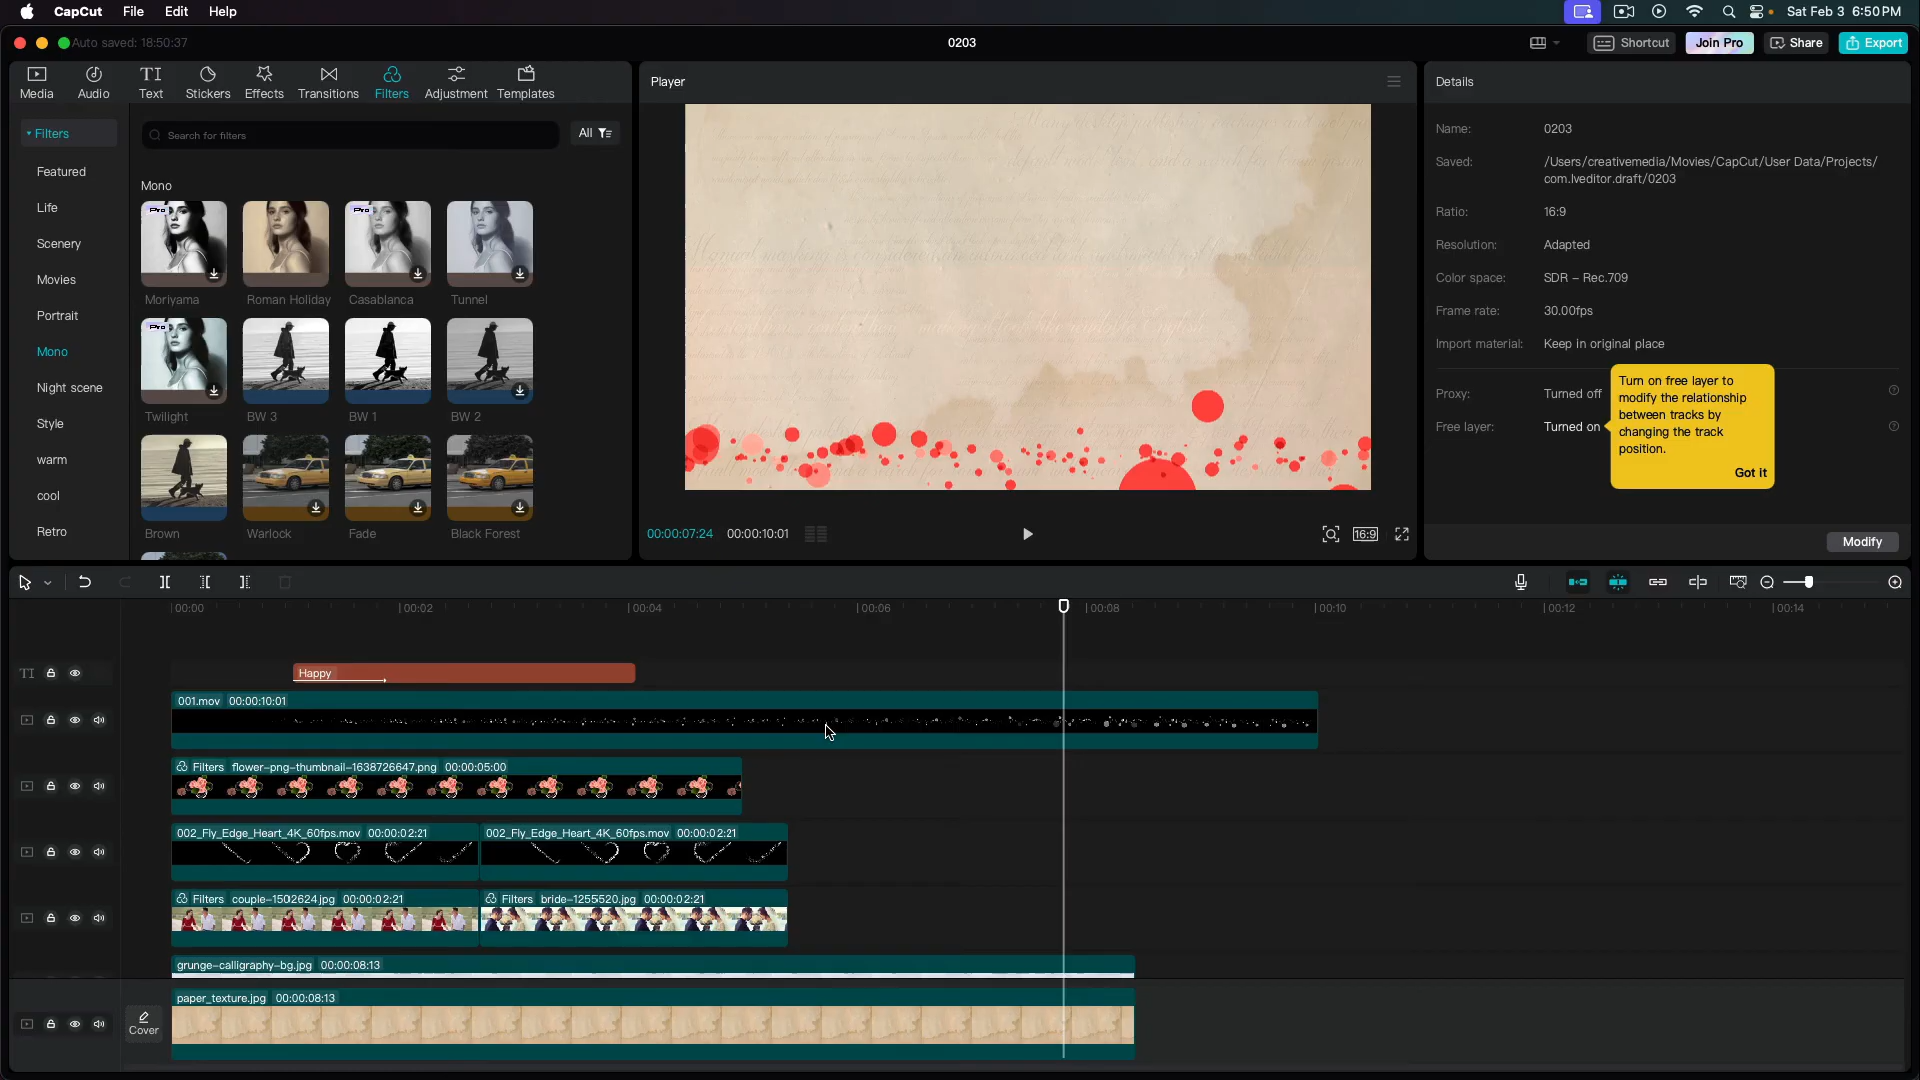 CapCut File Edit Help
Sat Feb 3 6:50 PM
Auto saved: 18:50:37
0203
Shortcut
Join Pro
Share
Export
Media
Audio
TI
Text
Stickers
Effects
Transitions
Filters
Adjustment
Templates
Filters
Featured
Life
Scenery
Movies
Portrait
Mono
Night scene
Style
warm
cool
Retro
Search for filters
All
Mono
Pro
Pro
Moriyama
Roman Holiday
Casablanca
Tunnel
Pro
Twilight
BW 3
BW 1
BW 2
Brown
Warlock
Fade
Black Forest
Player
00:00:07:24
00:00:10:01
16:9
Details
Name: 0203
Saved: /Users/creativemedia/Movies/CapCut/User Data/Projects/
com.lveditor.draft/0203
Ratio: 16:9
Resolution: Adapted
Color space: SDR – Rec.709
Frame rate: 30.00fps
Import material: Keep in original place
Proxy: Turned off
Free layer: Turned on
Turn on free layer to
modify the relationship
between tracks by
changing the track
position.
Got it
Modify
00:00
00:02
00:04
00:06
00:08
00:10
00:12
00:14
TI
Happy
001.mov 00:00:10:01
Filters flower-png-thumbnail-1638726647.png 00:00:05:00
002_Fly_Edge_Heart_4K_60fps.mov 00:00:02:21
002_Fly_Edge_Heart_4K_60fps.mov 00:00:02:21
Filters couple-1502624.jpg 00:00:02:21
Filters bride-1255520.jpg 00:00:02:21
grunge-calligraphy-bg.jpg 00:00:08:13
paper_texture.jpg 00:00:08:13
Cover